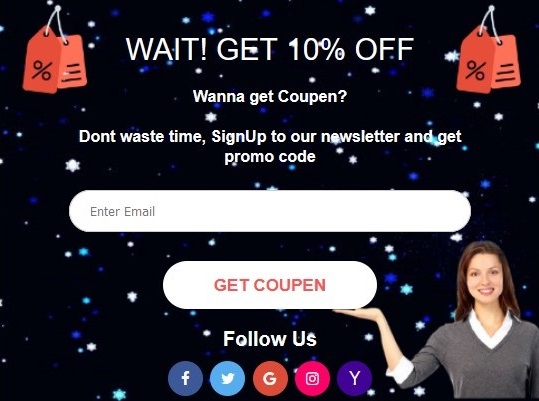 WAIT! GET 10% OFF
Wanna get Coupen?
Dont waste time, SignUp to our newsletter and get
promo code
Enter Email
GET COUPEN
Follow Us